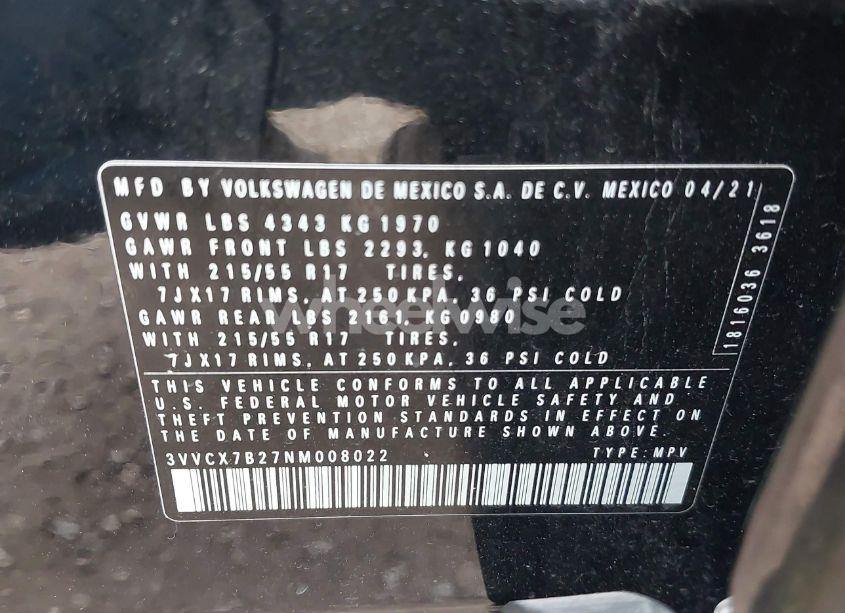 MFD BY VOLKSWAGEN DE MEXICO S.A. DE C.V. MEXICO 04/21
GVWR LBS 4343 KG 1970
GAWR FRONT LBS 2293, KG 1040
WITH 215/55 R17 TIRES,
7JX17 RIMS, AT 250 KPA, 36 PSI COLD
GAWR REAR LBS 2161, KG 0980
WITH 215/55 R17 TIRES,
7JX17 RIMS, AT 250 KPA, 36 PSI COLD
THIS VEHICLE CONFORMS TO ALL APPLICABLE
U.S. FEDERAL MOTOR VEHICLE SAFETY AND
THEFT PREVENTION STANDARDS IN EFFECT ON
THE DATE OF MANUFACTURE SHOWN ABOVE.
3VVCX7B27NM008022 TYPE: MPV
1816036 3618
wheelwise